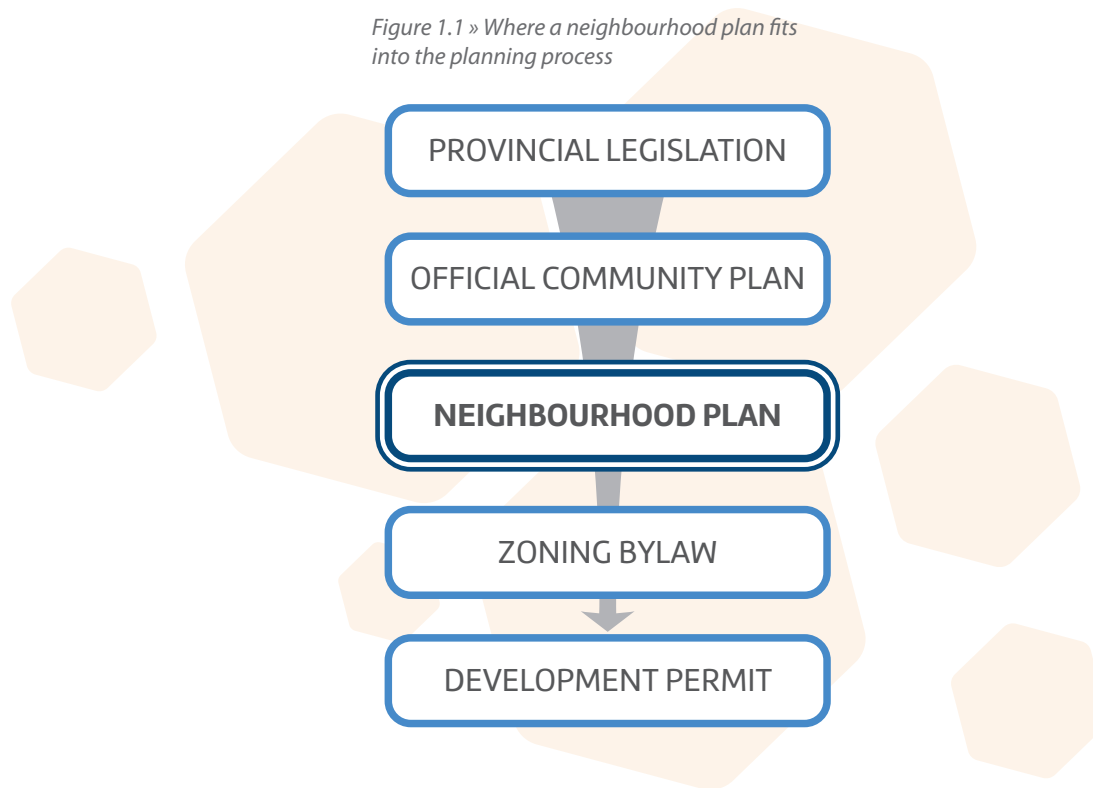 Figure 1.1 » Where a neighbourhood plan fits
into the planning process
PROVINCIAL LEGISLATION
OFFICIAL COMMUNITY PLAN
NEIGHBOURHOOD PLAN
ZONING BYLAW
DEVELOPMENT PERMIT